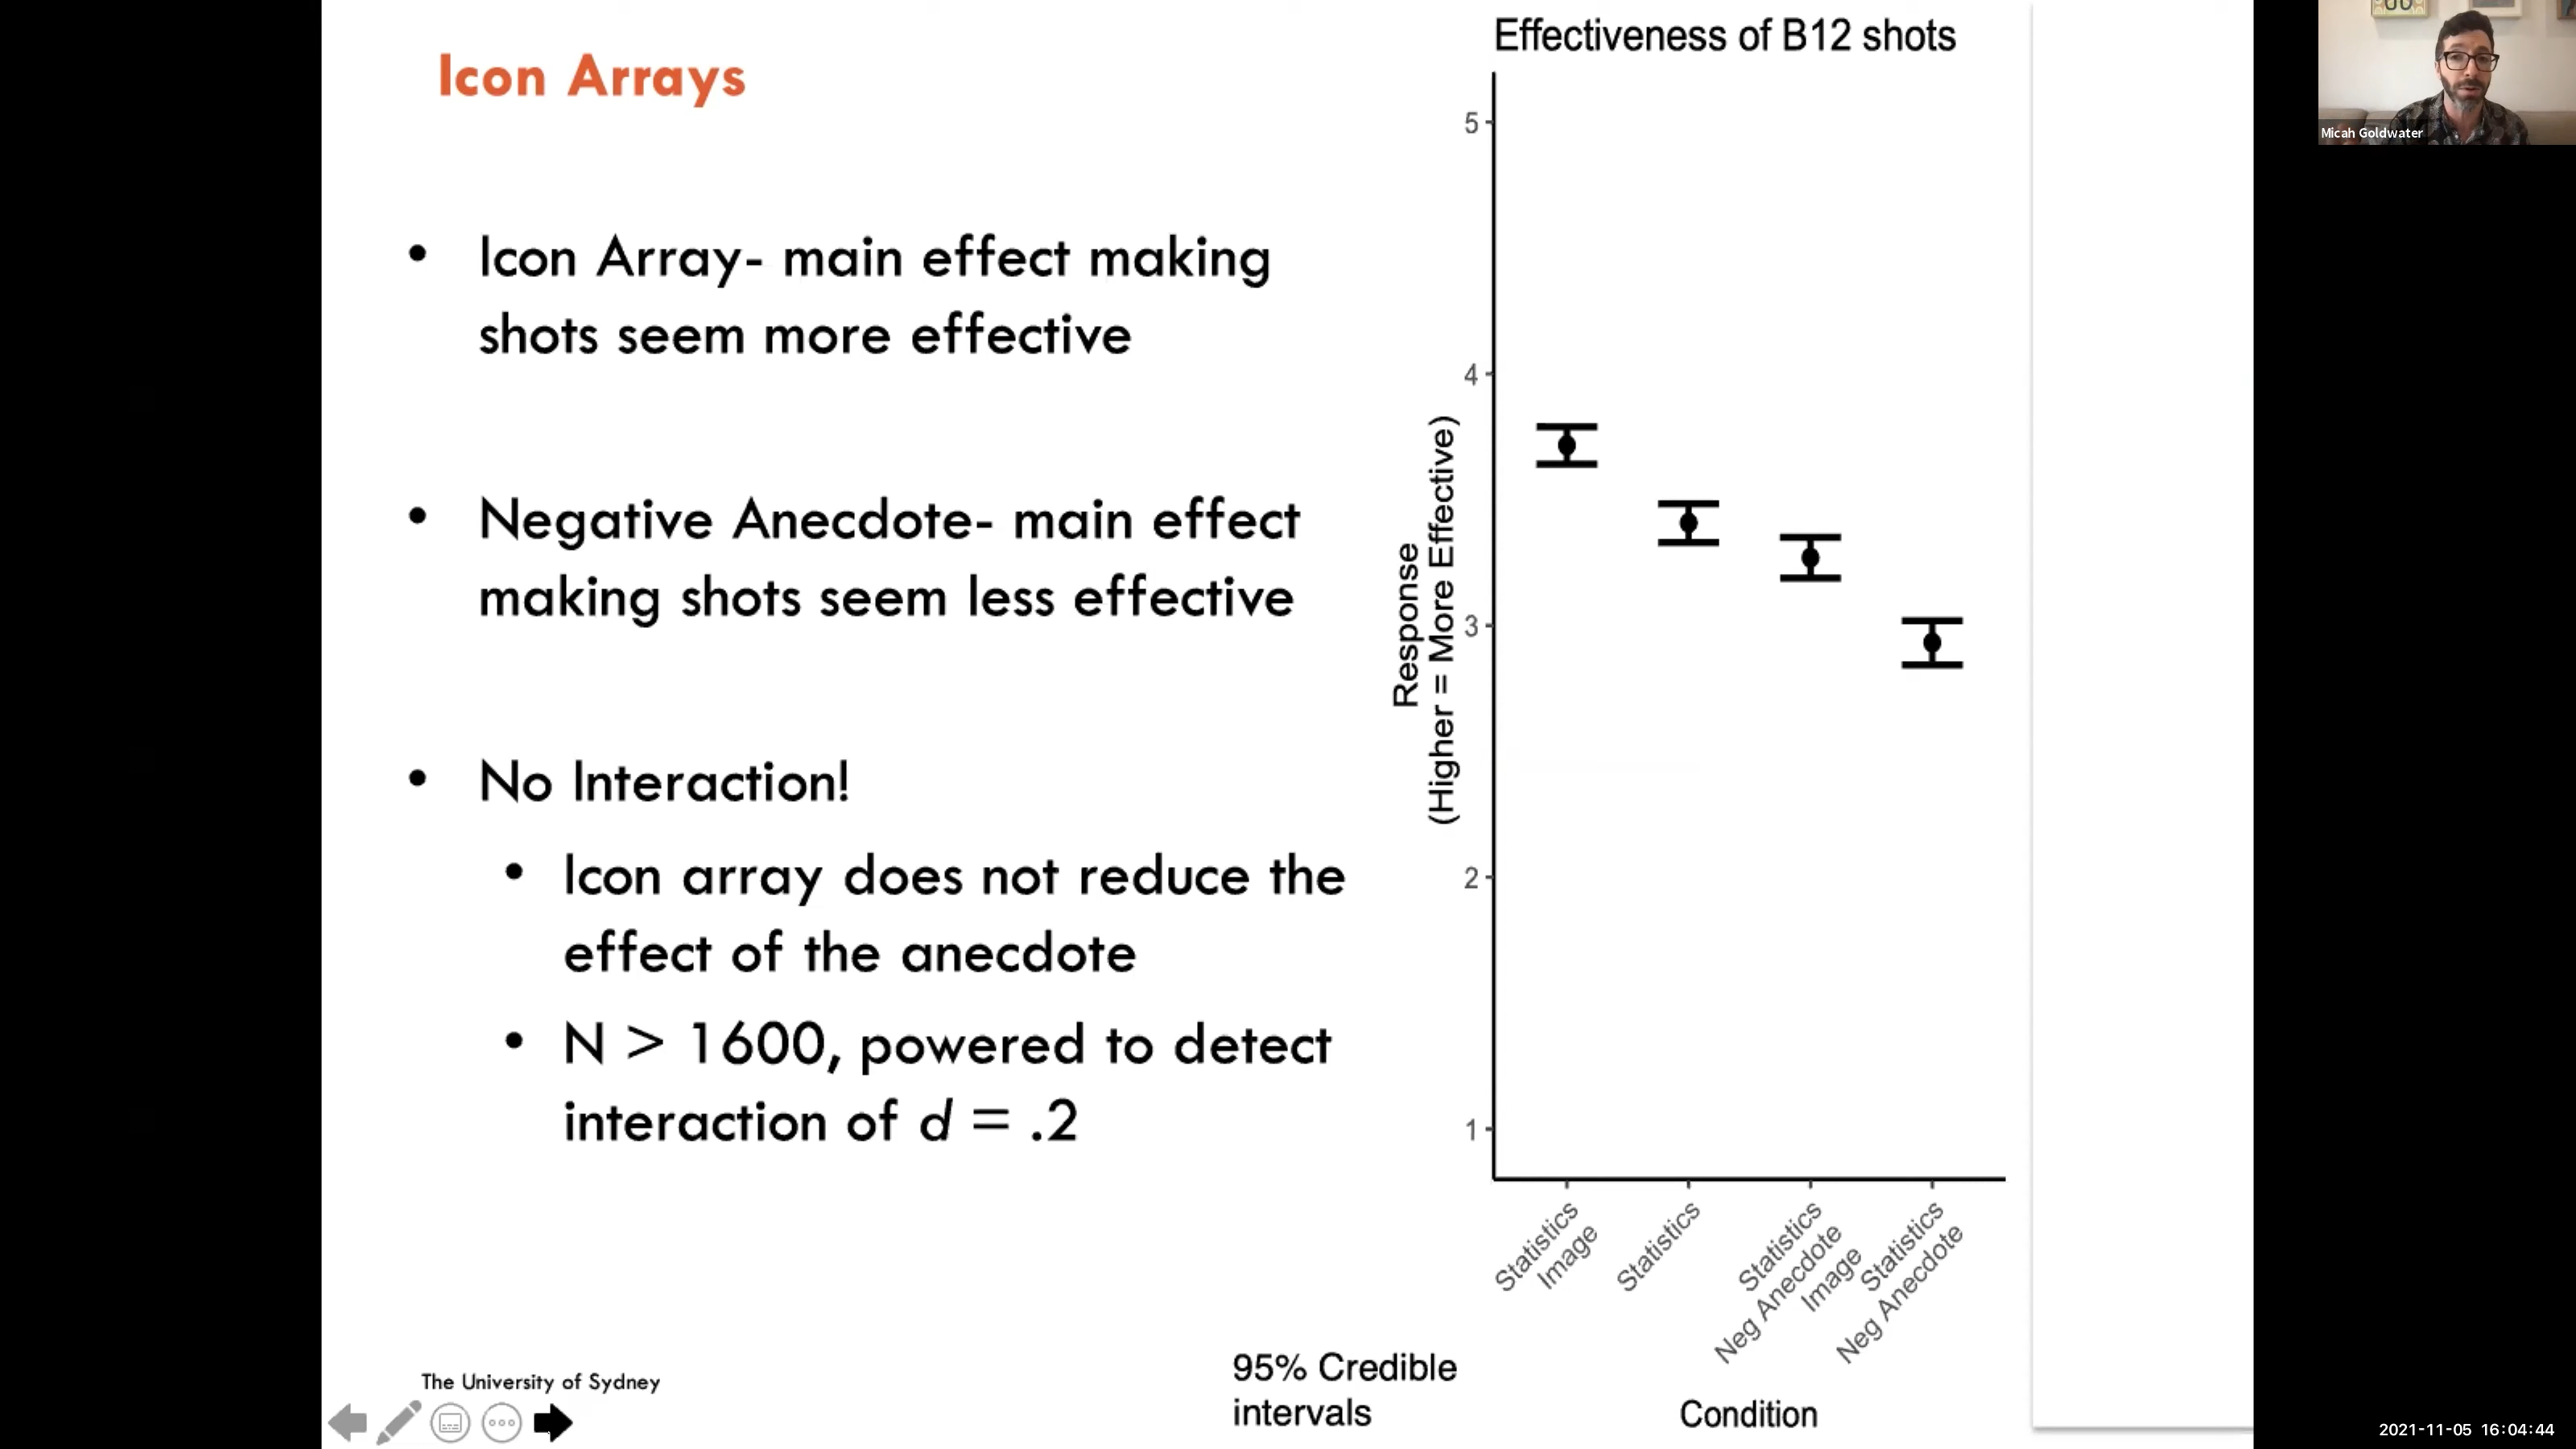 Icon Arrays
• Icon Array- main effect making
shots seem more effective
• Negative Anecdote- main effect
making shots seem less effective
• No Interaction!
• Icon array does not reduce the
effect of the anecdote
• N > 1600, powered to detect
interaction of d = .2
The University of Sydney
Effectiveness of B12 shots
Response
(Higher = More Effective)
5
4
3
2
1
Statistics
Image
Statistics
Statistics
Neg Anecdote
Image
Statistics
Neg Anecdote
95% Credible
intervals
Condition
Micah Goldwater
2021-11-05 16:04:44